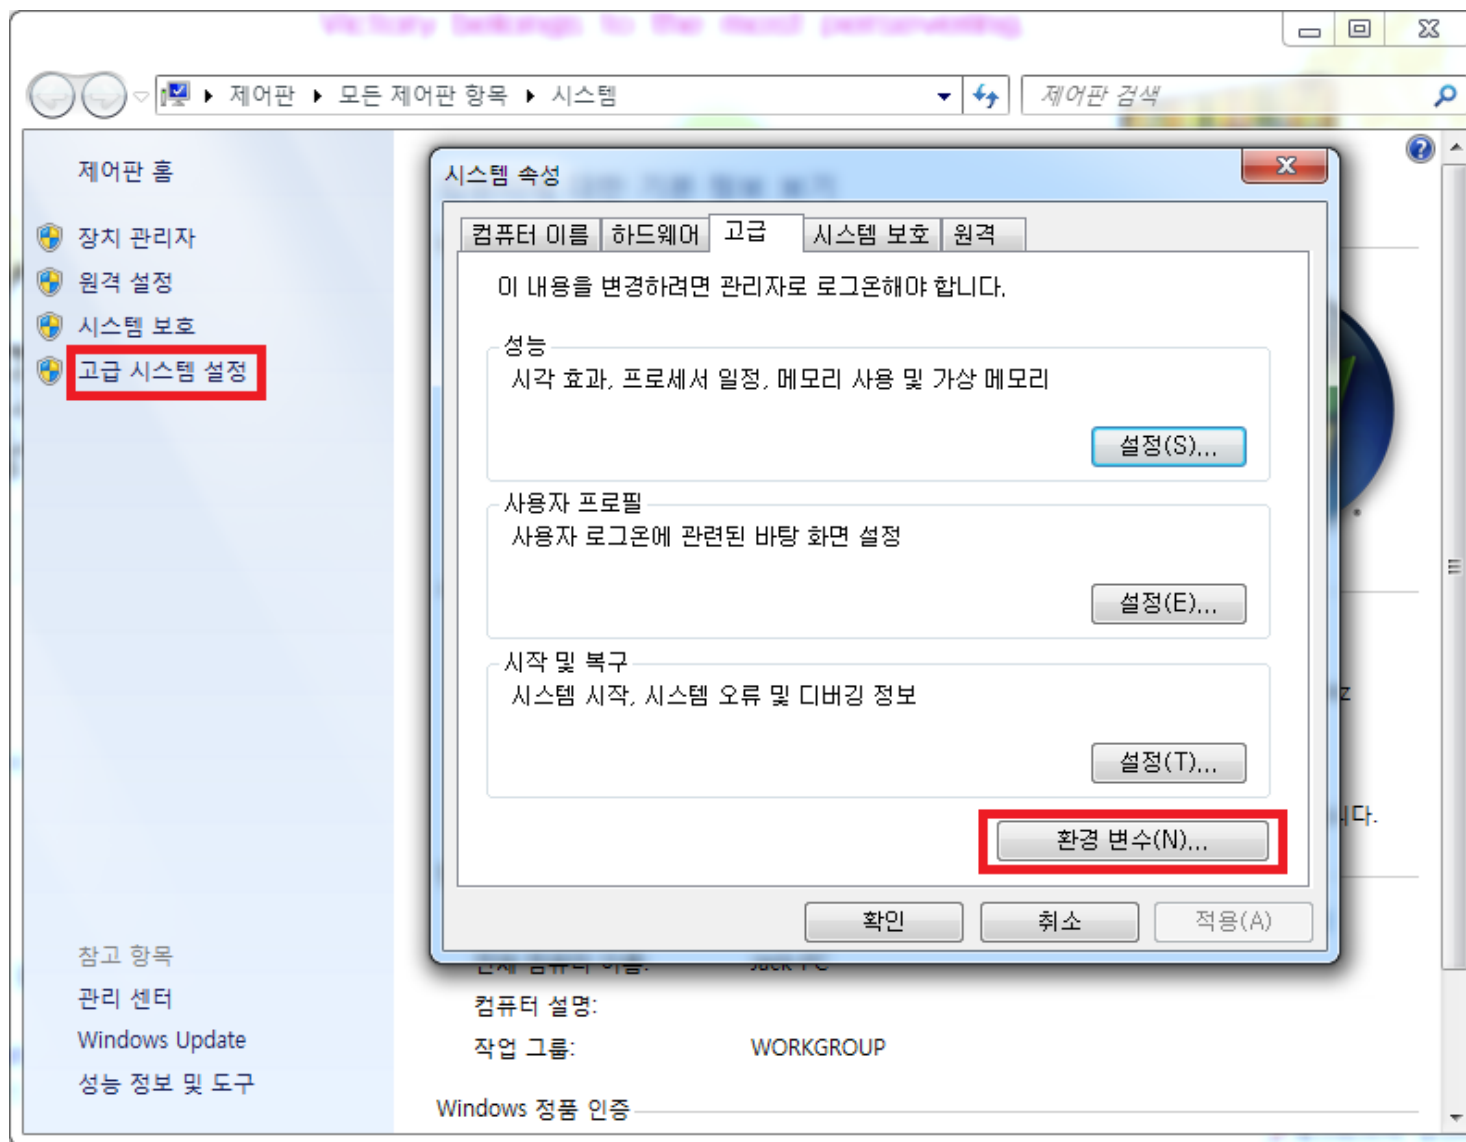 Victory belongs to the most persevering.
제어판 ▸ 모든 제어판 항목 ▸ 시스템
제어판 검색
제어판 홈
장치 관리자
원격 설정
시스템 보호
고급 시스템 설정
참고 항목
관리 센터
Windows Update
성능 정보 및 도구
시스템 속성
컴퓨터 이름 하드웨어 고급 시스템 보호 원격
이 내용을 변경하려면 관리자로 로그온해야 합니다.
성능
시각 효과, 프로세서 일정, 메모리 사용 및 가상 메모리
설정(S)...
사용자 프로필
사용자 로그온에 관련된 바탕 화면 설정
설정(E)...
시작 및 복구
시스템 시작, 시스템 오류 및 디버깅 정보
설정(T)...
환경 변수(N)...
확인 취소 적용(A)
컴퓨터 설명:
작업 그룹: WORKGROUP
Windows 정품 인증